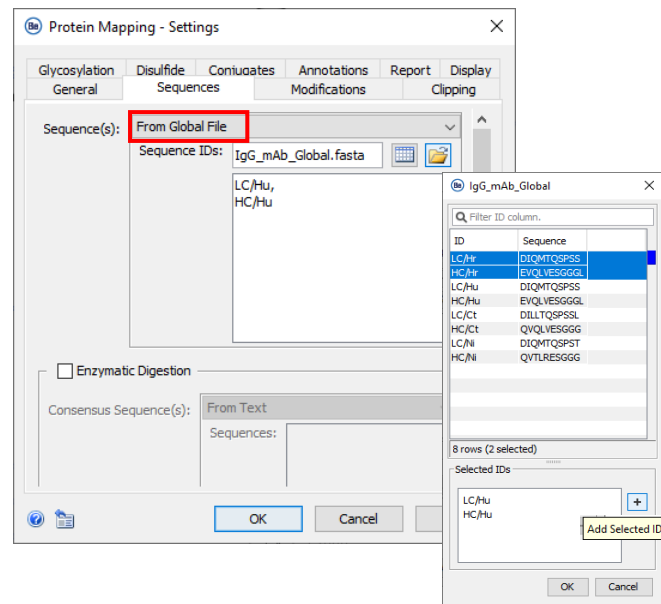 Be Protein Mapping - Settings
Glycosylation Disulfide Conjugates Annotations Report Display
General Sequences Modifications Clipping
Sequence(s): From Global File
Sequence IDs: IgG_mAb_Global.fasta
LC/Hu,
HC/Hu
Enzymatic Digestion
Consensus Sequence(s): From Text
Sequences:
OK Cancel
Be IgG_mAb_Global
Filter ID column.
ID Sequence
LC/Hr DIQMTQSPSS
HC/Hr EVQLVESGGGL
LC/Hu DIQMTQSPSS
HC/Hu EVQLVESGGGL
LC/Ct DILLTQSPSSL
HC/Ct QVQLVESGGG
LC/Ni DIQMTQSPST
HC/Ni QVTLRESGGG
8 rows (2 selected)
Selected IDs
LC/Hu
HC/Hu
+
Add Selected ID
OK Cancel